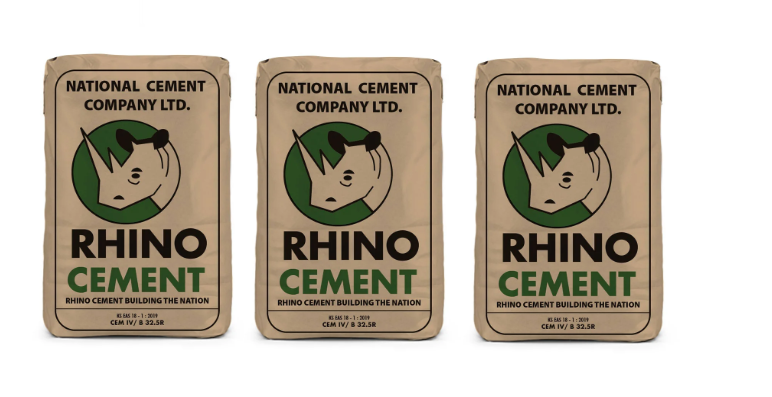 NATIONAL CEMENT
COMPANY LTD.
RHINO
CEMENT
RHINO CEMENT BUILDING THE NATION
KS EAS 18 - 1 : 2019
CEM IV/ B 32.5R
NATIONAL CEMENT
COMPANY LTD.
RHINO
CEMENT
RHINO CEMENT BUILDING THE NATION
KS EAS 18 - 1 : 2019
CEM IV/ B 32.5R
NATIONAL CEMENT
COMPANY LTD.
RHINO
CEMENT
RHINO CEMENT BUILDING THE NATION
KS EAS 18 - 1 : 2019
CEM IV/ B 32.5R